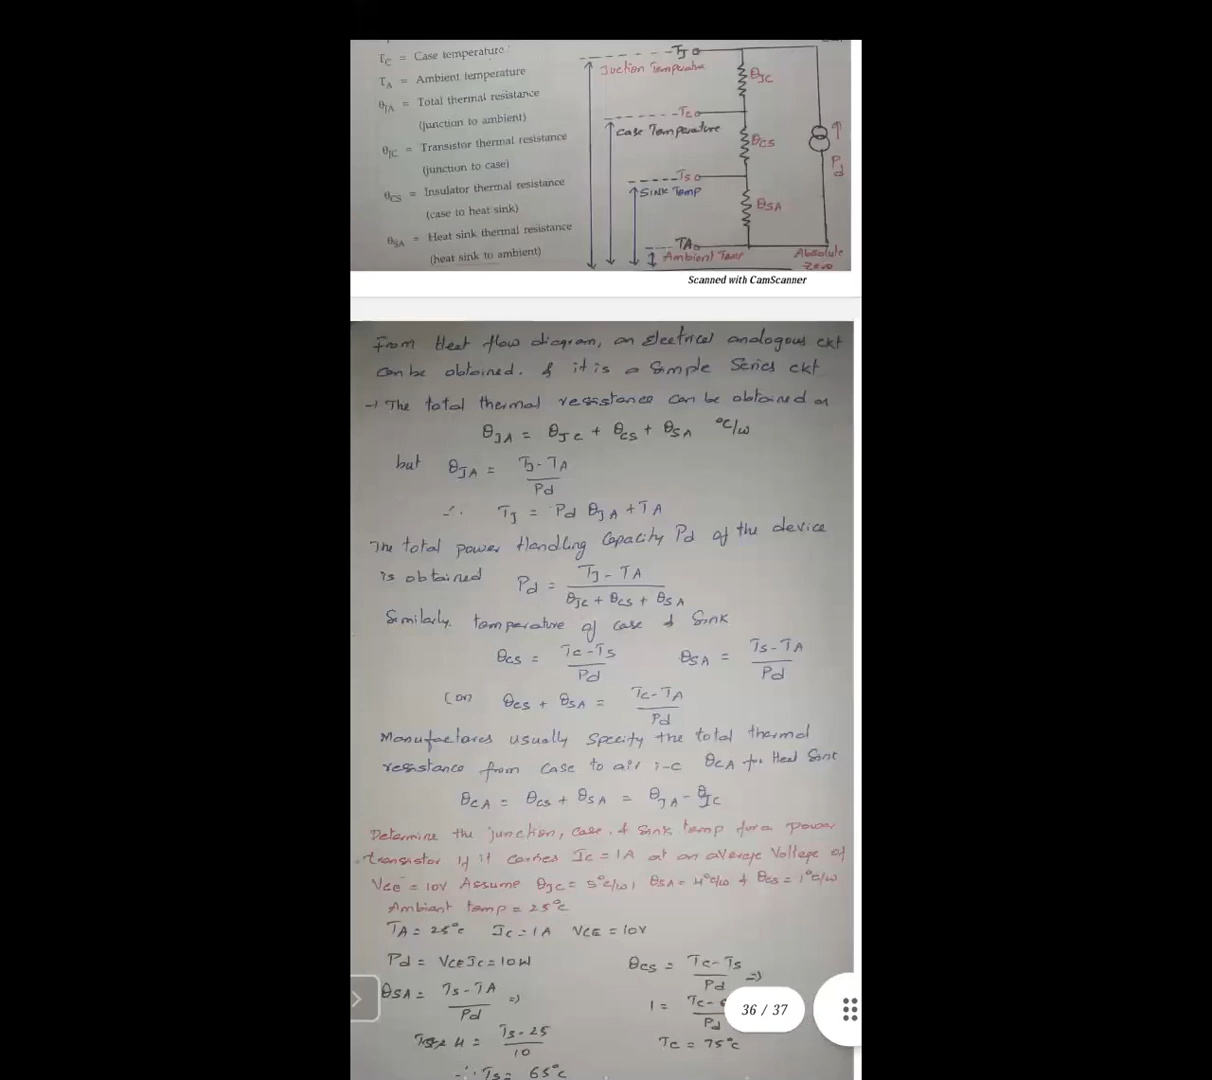 TC = Case temperature
TA = Ambient temperature
θJA = Total thermal resistance
(junction to ambient)
θJC = Transistor thermal resistance
(junction to case)
θCS = Insulator thermal resistance
(case to heat sink)
θSA = Heat sink thermal resistance
(heat sink to ambient)
TJ
Juction Temperature
θJC
Tc
Case Temperature
θCS
Pd
Ts
Sink Temp
θSA
TA
Ambient Temp
Absolute
Zero
Scanned with CamScanner
From Heat flow diagram, an Electrical analogous ckt
can be obtained. & it is a Simple Series ckt
→ The total thermal resistance can be obtained as
θJA = θJC + θCS + θSA °C/W
but θJA = TJ - TA / Pd
∴ TJ = Pd θJA + TA
The total power Handling Capacity Pd of the device
is obtained Pd = TJ - TA / θJC + θCS + θSA
Similarly temperature of case & Sink
θCS = TC - TS / Pd θSA = TS - TA / Pd
(or) θCS + θSA = TC - TA / Pd
Manufactures usually specify the total thermal
resistance from case to air i-e θCA for Heat Sink
θCA = θCS + θSA = θJA - θJC
Determine the junction, case, & Sink temp for a power
transistor if it carries Ic = 1A at an average Voltage of
VCE = 10V Assume θJC = 5°C/W, θSA = 4°C/W & θCS = 1°C/W
Ambiant temp = 25°C
TA = 25°C Ic = 1A VCE = 10V
Pd = VCE Ic = 10W θCS = TC - TS / Pd ⇒
θSA = TS - TA / Pd ⇒ 1 = TC - / Pd
4 = TS - 25 / 10 TC = 75°C
∴ TS = 65°C
36 / 37